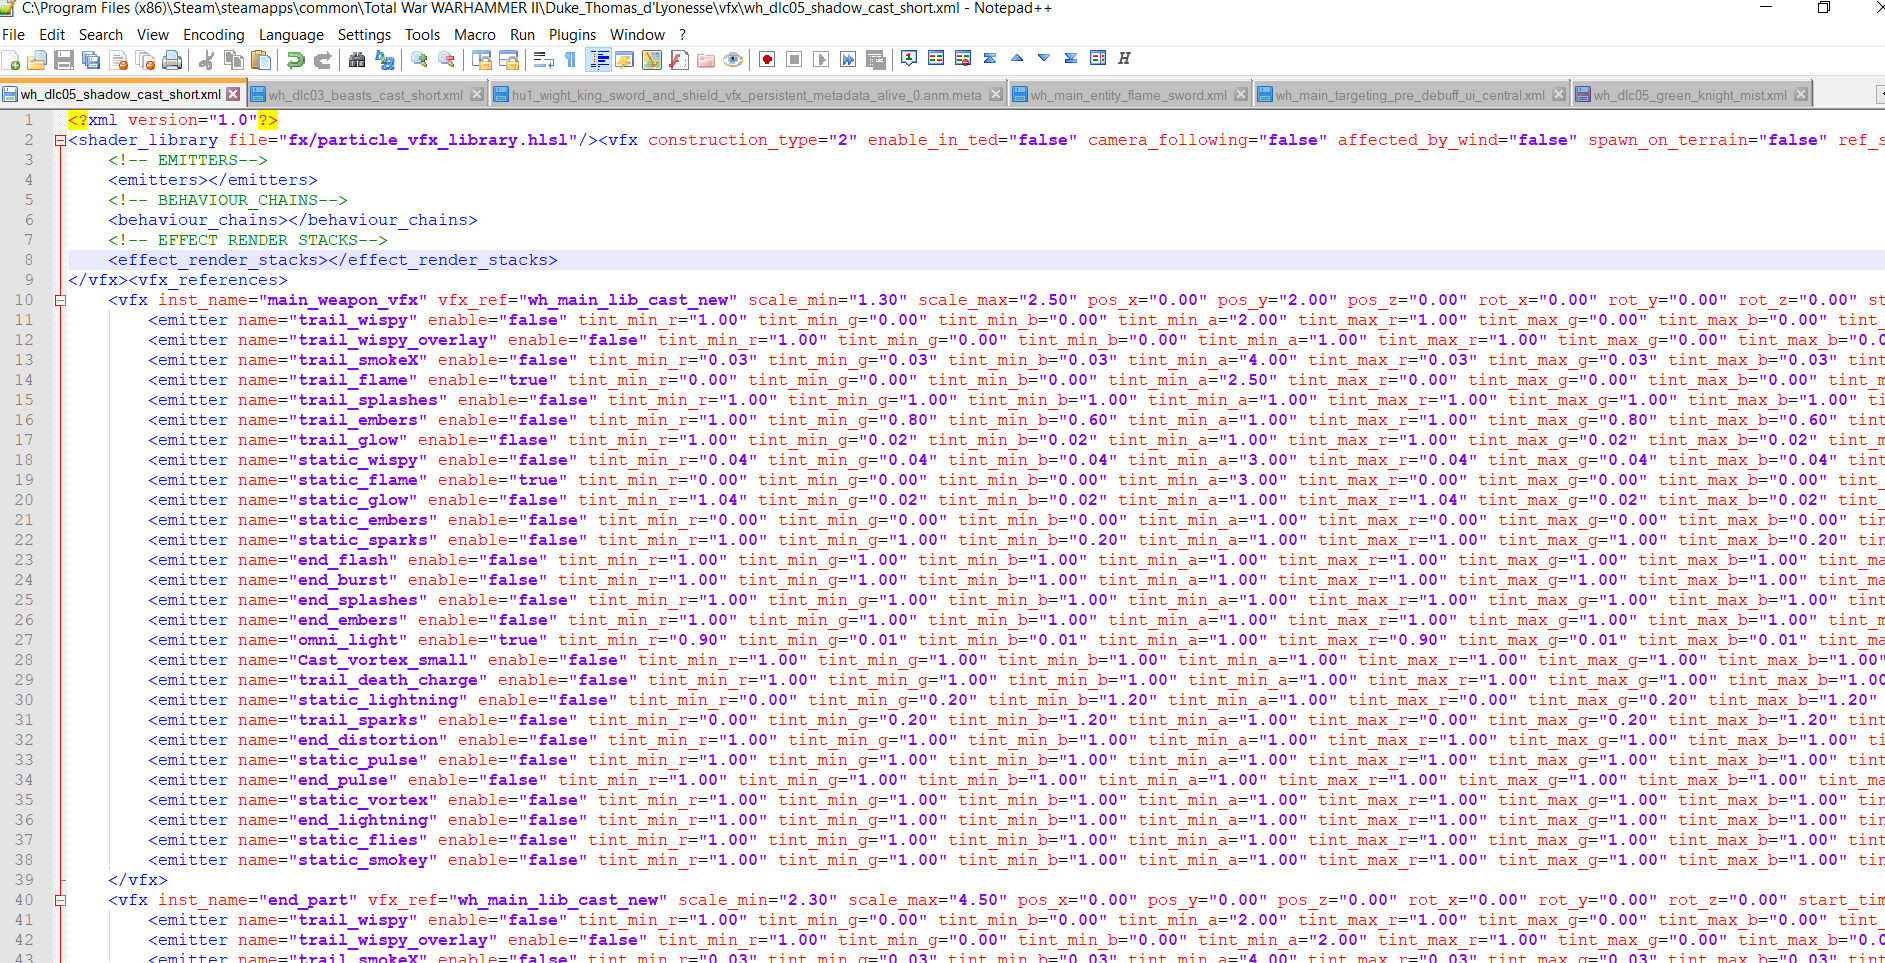 C:\Program Files (x86)\Steam\steamapps\common\Total War WARHAMMER II\Duke_Thomas_d'Lyonesse\vfx\wh_dlc05_shadow_cast_short.xml - Notepad++
File Edit Search View Encoding Language Settings Tools Macro Run Plugins Window ?
wh_dlc05_shadow_cast_short.xml wh_dlc03_beasts_cast_short.xml hu1_wight_king_sword_and_shield_vfx_persistent_metadata_alive_0.anm.meta wh_main_entity_flame_sword.xml wh_main_targeting_pre_debuff_ui_central.xml wh_dlc05_green_knight_mist.xml
1 <?xml version="1.0"?>
2 <shader_library file="fx/particle_vfx_library.hlsl"/><vfx construction_type="2" enable_in_ted="false" camera_following="false" affected_by_wind="false" spawn_on_terrain="false" ref_s
3 <!-- EMITTERS-->
4 <emitters></emitters>
5 <!-- BEHAVIOUR_CHAINS-->
6 <behaviour_chains></behaviour_chains>
7 <!-- EFFECT RENDER STACKS-->
8 <effect_render_stacks></effect_render_stacks>
9 </vfx><vfx_references>
10 <vfx inst_name="main_weapon_vfx" vfx_ref="wh_main_lib_cast_new" scale_min="1.30" scale_max="2.50" pos_x="0.00" pos_y="2.00" pos_z="0.00" rot_x="0.00" rot_y="0.00" rot_z="0.00" st
11 <emitter name="trail_wispy" enable="false" tint_min_r="1.00" tint_min_g="0.00" tint_min_b="0.00" tint_min_a="2.00" tint_max_r="1.00" tint_max_g="0.00" tint_max_b="0.00" tint_
12 <emitter name="trail_wispy_overlay" enable="false" tint_min_r="1.00" tint_min_g="0.00" tint_min_b="0.00" tint_min_a="1.00" tint_max_r="1.00" tint_max_g="0.00" tint_max_b="0.0
13 <emitter name="trail_smokeX" enable="false" tint_min_r="0.03" tint_min_g="0.03" tint_min_b="0.03" tint_min_a="4.00" tint_max_r="0.03" tint_max_g="0.03" tint_max_b="0.03" tint
14 <emitter name="trail_flame" enable="true" tint_min_r="0.00" tint_min_g="0.00" tint_min_b="0.00" tint_min_a="2.50" tint_max_r="0.00" tint_max_g="0.00" tint_max_b="0.00" tint_m
15 <emitter name="trail_splashes" enable="false" tint_min_r="1.00" tint_min_g="1.00" tint_min_b="1.00" tint_min_a="1.00" tint_max_r="1.00" tint_max_g="1.00" tint_max_b="1.00" ti
16 <emitter name="trail_embers" enable="false" tint_min_r="1.00" tint_min_g="0.80" tint_min_b="0.60" tint_min_a="1.00" tint_max_r="1.00" tint_max_g="0.80" tint_max_b="0.60" tint
17 <emitter name="trail_glow" enable="flase" tint_min_r="1.00" tint_min_g="0.02" tint_min_b="0.02" tint_min_a="1.00" tint_max_r="1.00" tint_max_g="0.02" tint_max_b="0.02" tint_m
18 <emitter name="static_wispy" enable="false" tint_min_r="0.04" tint_min_g="0.04" tint_min_b="0.04" tint_min_a="3.00" tint_max_r="0.04" tint_max_g="0.04" tint_max_b="0.04" tint
19 <emitter name="static_flame" enable="true" tint_min_r="0.00" tint_min_g="0.00" tint_min_b="0.00" tint_min_a="3.00" tint_max_r="0.00" tint_max_g="0.00" tint_max_b="0.00" tint_
20 <emitter name="static_glow" enable="false" tint_min_r="1.04" tint_min_g="0.02" tint_min_b="0.02" tint_min_a="1.00" tint_max_r="1.04" tint_max_g="0.02" tint_max_b="0.02" tint_
21 <emitter name="static_embers" enable="false" tint_min_r="0.00" tint_min_g="0.00" tint_min_b="0.00" tint_min_a="1.00" tint_max_r="0.00" tint_max_g="0.00" tint_max_b="0.00" tin
22 <emitter name="static_sparks" enable="false" tint_min_r="1.00" tint_min_g="1.00" tint_min_b="0.20" tint_min_a="1.00" tint_max_r="1.00" tint_max_g="1.00" tint_max_b="0.20" tin
23 <emitter name="end_flash" enable="false" tint_min_r="1.00" tint_min_g="1.00" tint_min_b="1.00" tint_min_a="1.00" tint_max_r="1.00" tint_max_g="1.00" tint_max_b="1.00" tint_ma
24 <emitter name="end_burst" enable="false" tint_min_r="1.00" tint_min_g="1.00" tint_min_b="1.00" tint_min_a="1.00" tint_max_r="1.00" tint_max_g="1.00" tint_max_b="1.00" tint_ma
25 <emitter name="end_splashes" enable="false" tint_min_r="1.00" tint_min_g="1.00" tint_min_b="1.00" tint_min_a="1.00" tint_max_r="1.00" tint_max_g="1.00" tint_max_b="1.00" tint
26 <emitter name="end_embers" enable="false" tint_min_r="1.00" tint_min_g="1.00" tint_min_b="1.00" tint_min_a="1.00" tint_max_r="1.00" tint_max_g="1.00" tint_max_b="1.00" tint_m
27 <emitter name="omni_light" enable="true" tint_min_r="0.90" tint_min_g="0.01" tint_min_b="0.01" tint_min_a="1.00" tint_max_r="0.90" tint_max_g="0.01" tint_max_b="0.01" tint_ma
28 <emitter name="Cast_vortex_small" enable="false" tint_min_r="1.00" tint_min_g="1.00" tint_min_b="1.00" tint_min_a="1.00" tint_max_r="1.00" tint_max_g="1.00" tint_max_b="1.00"
29 <emitter name="trail_death_charge" enable="false" tint_min_r="1.00" tint_min_g="1.00" tint_min_b="1.00" tint_min_a="1.00" tint_max_r="1.00" tint_max_g="1.00" tint_max_b="1.00
30 <emitter name="static_lightning" enable="false" tint_min_r="0.00" tint_min_g="0.20" tint_min_b="1.20" tint_min_a="1.00" tint_max_r="0.00" tint_max_g="0.20" tint_max_b="1.20"
31 <emitter name="trail_sparks" enable="false" tint_min_r="0.00" tint_min_g="0.20" tint_min_b="1.20" tint_min_a="1.00" tint_max_r="0.00" tint_max_g="0.20" tint_max_b="1.20" tint
32 <emitter name="end_distortion" enable="false" tint_min_r="1.00" tint_min_g="1.00" tint_min_b="1.00" tint_min_a="1.00" tint_max_r="1.00" tint_max_g="1.00" tint_max_b="1.00" ti
33 <emitter name="static_pulse" enable="false" tint_min_r="1.00" tint_min_g="1.00" tint_min_b="1.00" tint_min_a="1.00" tint_max_r="1.00" tint_max_g="1.00" tint_max_b="1.00" tint
34 <emitter name="end_pulse" enable="false" tint_min_r="1.00" tint_min_g="1.00" tint_min_b="1.00" tint_min_a="1.00" tint_max_r="1.00" tint_max_g="1.00" tint_max_b="1.00" tint_ma
35 <emitter name="static_vortex" enable="false" tint_min_r="1.00" tint_min_g="1.00" tint_min_b="1.00" tint_min_a="1.00" tint_max_r="1.00" tint_max_g="1.00" tint_max_b="1.00" tin
36 <emitter name="end_lightning" enable="false" tint_min_r="1.00" tint_min_g="1.00" tint_min_b="1.00" tint_min_a="1.00" tint_max_r="1.00" tint_max_g="1.00" tint_max_b="1.00" tin
37 <emitter name="static_flies" enable="false" tint_min_r="1.00" tint_min_g="1.00" tint_min_b="1.00" tint_min_a="1.00" tint_max_r="1.00" tint_max_g="1.00" tint_max_b="1.00" tint
38 <emitter name="static_smokey" enable="false" tint_min_r="1.00" tint_min_g="1.00" tint_min_b="1.00" tint_min_a="1.00" tint_max_r="1.00" tint_max_g="1.00" tint_max_b="1.00" tin
39 </vfx>
40 <vfx inst_name="end_part" vfx_ref="wh_main_lib_cast_new" scale_min="2.30" scale_max="4.50" pos_x="0.00" pos_y="0.00" pos_z="0.00" rot_x="0.00" rot_y="0.00" rot_z="0.00" start_tim
41 <emitter name="trail_wispy" enable="false" tint_min_r="1.00" tint_min_g="0.00" tint_min_b="0.00" tint_min_a="2.00" tint_max_r="1.00" tint_max_g="0.00" tint_max_b="0.00" tint_
42 <emitter name="trail_wispy_overlay" enable="false" tint_min_r="1.00" tint_min_g="0.00" tint_min_b="0.00" tint_min_a="2.00" tint_max_r="1.00" tint_max_g="0.00" tint_max_b="0.0
43 <emitter name="trail_smokeX" enable="false" tint_min_r="0.03" tint_min_g="0.03" tint_min_b="0.03" tint_min_a="4.00" tint_max_r="0.03" tint_max_g="0.03" tint_max_b="0.03" tint